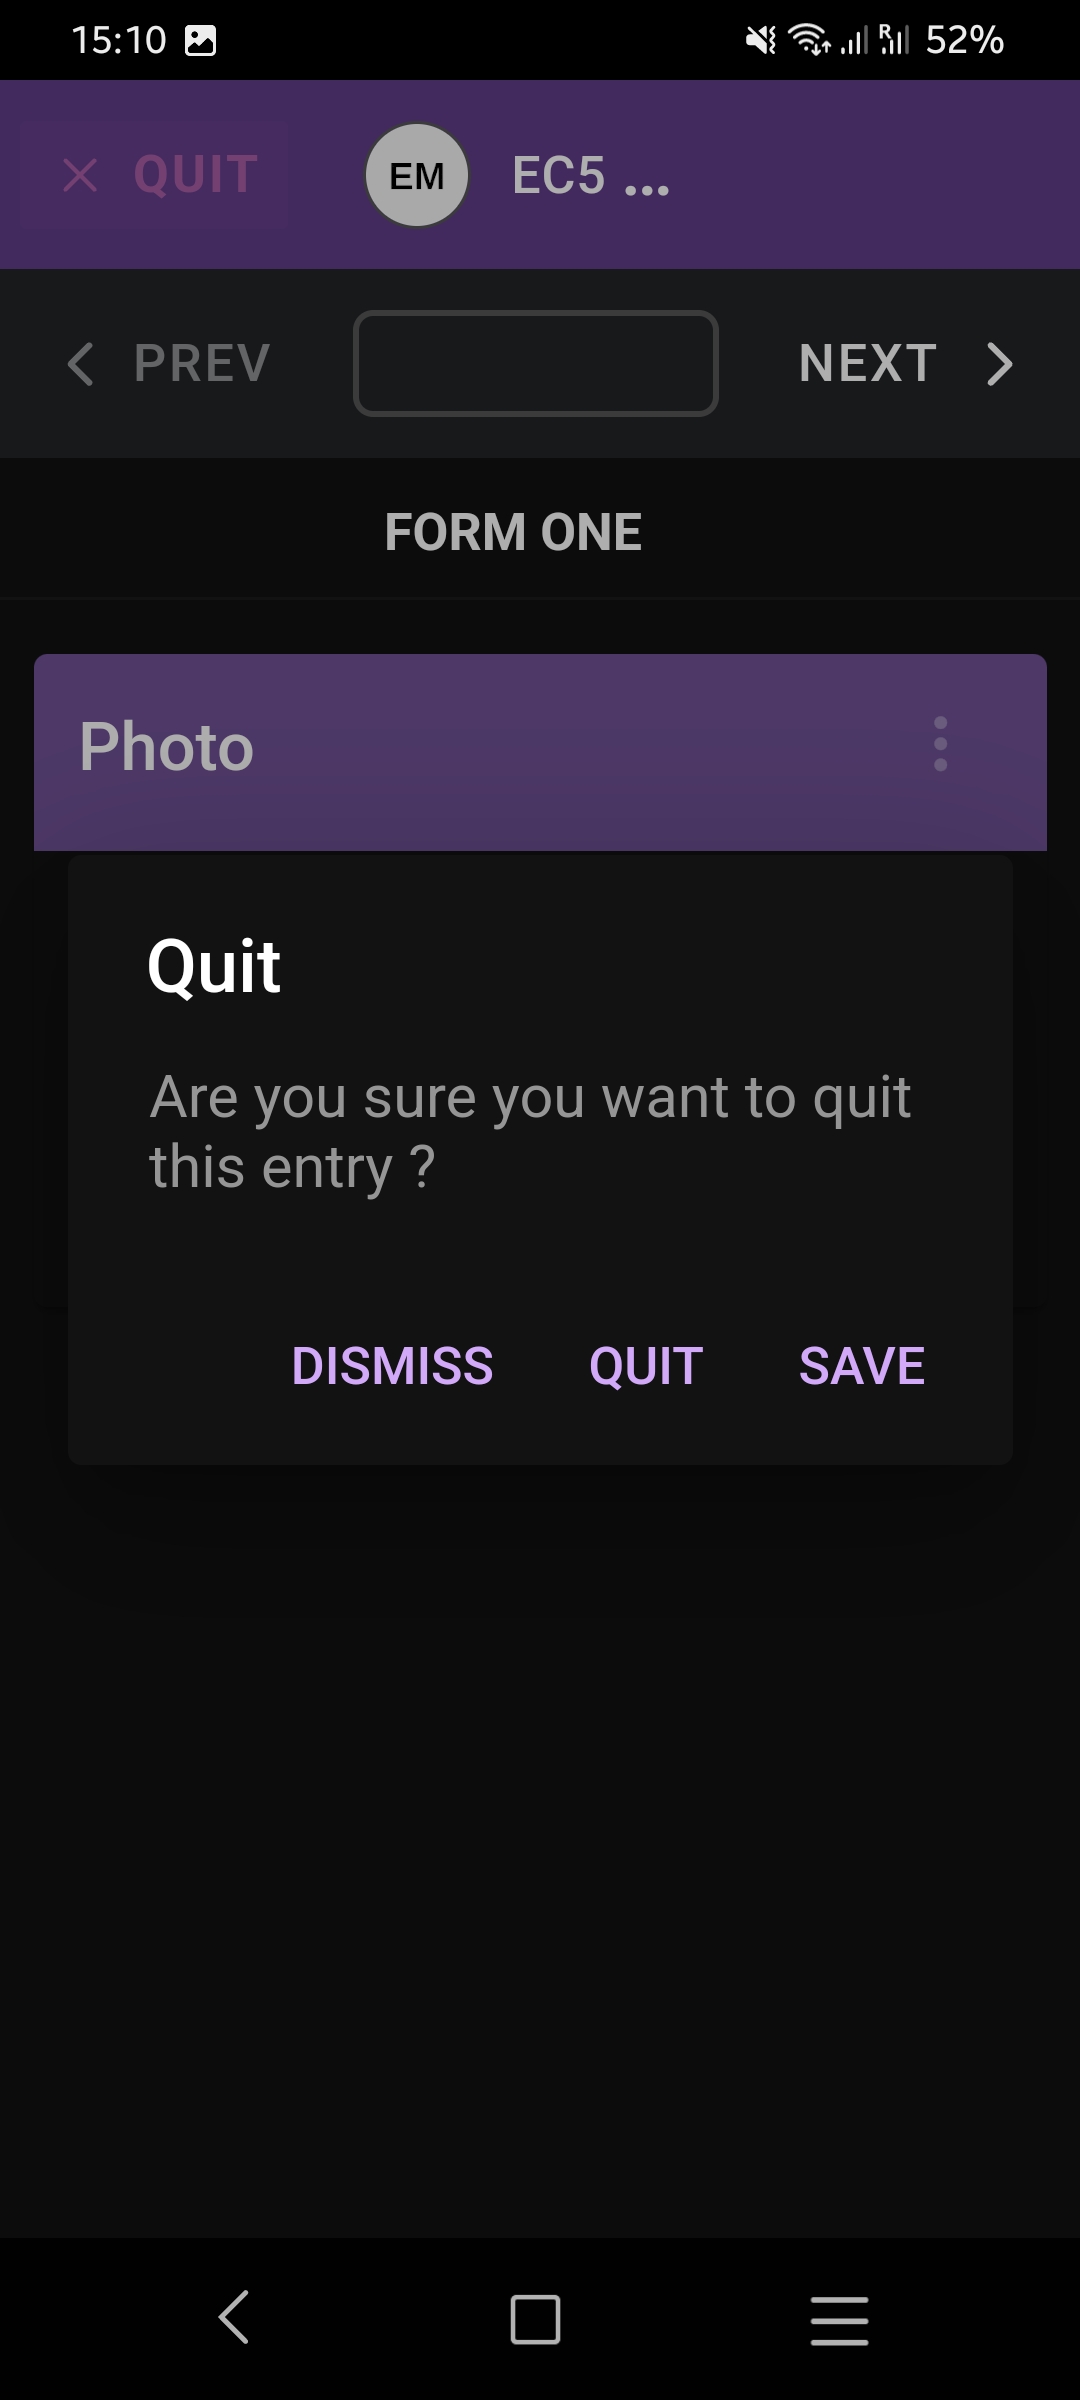 15:10 52%
QUIT EM EC5 ...
PREV NEXT
FORM ONE
Photo
Quit
Are you sure you want to quit
this entry ?
DISMISS QUIT SAVE